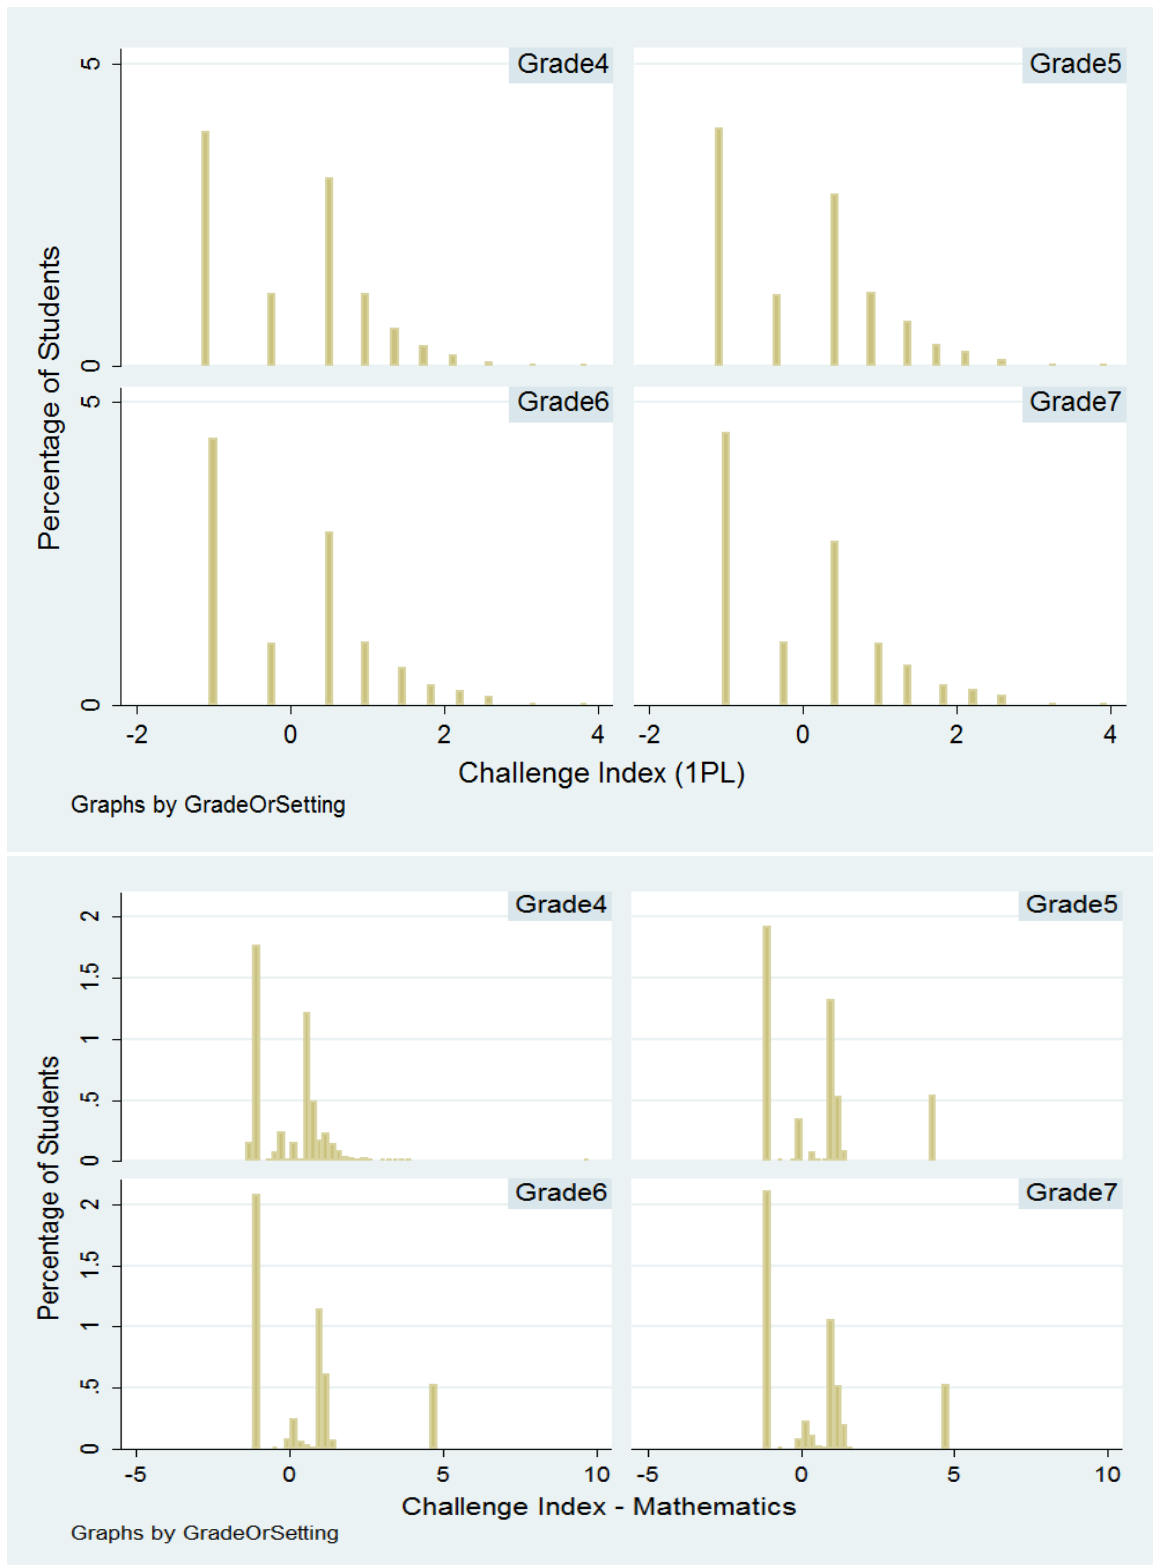 Grade4 Grade5
5
0
Percentage of Students
Grade6 Grade7
5
0
-2 0 2 4 -2 0 2 4
Challenge Index (1PL)
Graphs by GradeOrSetting
Grade4 Grade5
2
1.5
1
.5
0
Percentage of Students
Grade6 Grade7
2
1.5
1
.5
0
-5 0 5 10 -5 0 5 10
Challenge Index - Mathematics
Graphs by GradeOrSetting